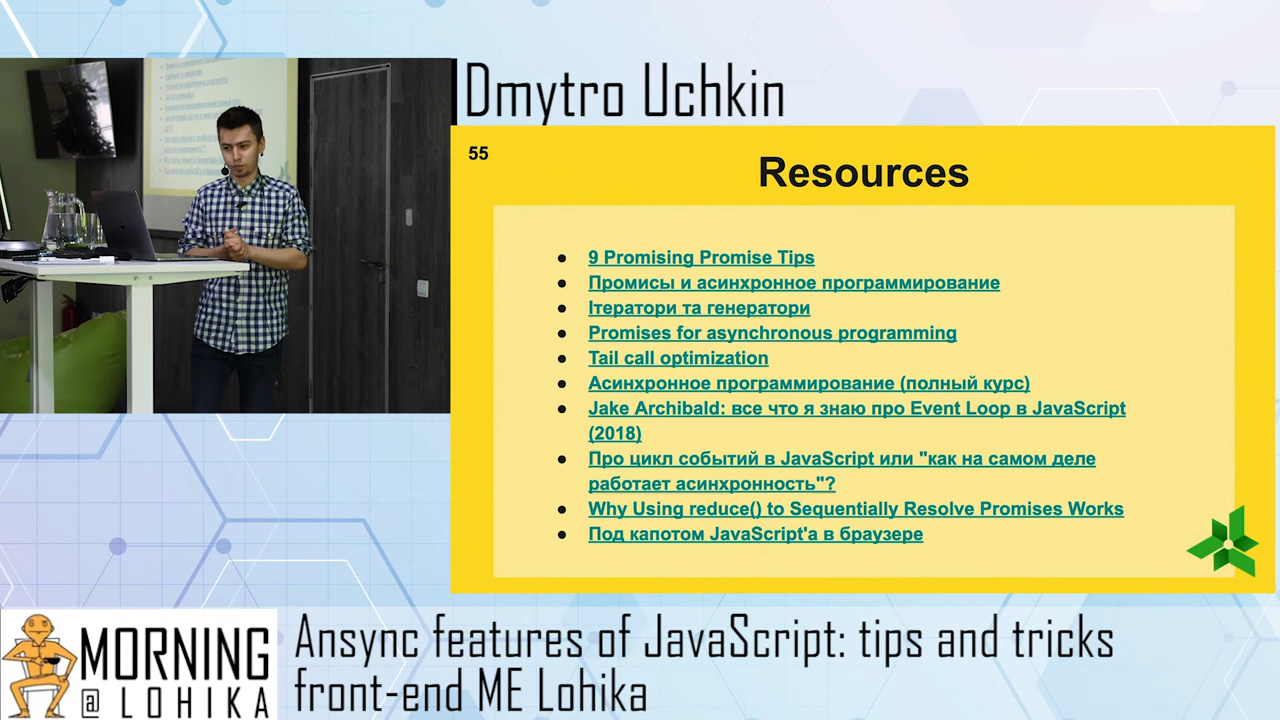 Dmytro Uchkin
55
Resources
9 Promising Promise Tips
Промисы и асинхронное программирование
Ітератори та генератори
Promises for asynchronous programming
Tail call optimization
Асинхронное программирование (полный курс)
Jake Archibald: все что я знаю про Event Loop в JavaScript
(2018)
Про цикл событий в JavaScript или "как на самом деле
работает асинхронность"?
Why Using reduce() to Sequentially Resolve Promises Works
Под капотом JavaScript'а в браузере
MORNING
@ LOHIKA
Ansync features of JavaScript: tips and tricks
front-end ME Lohika